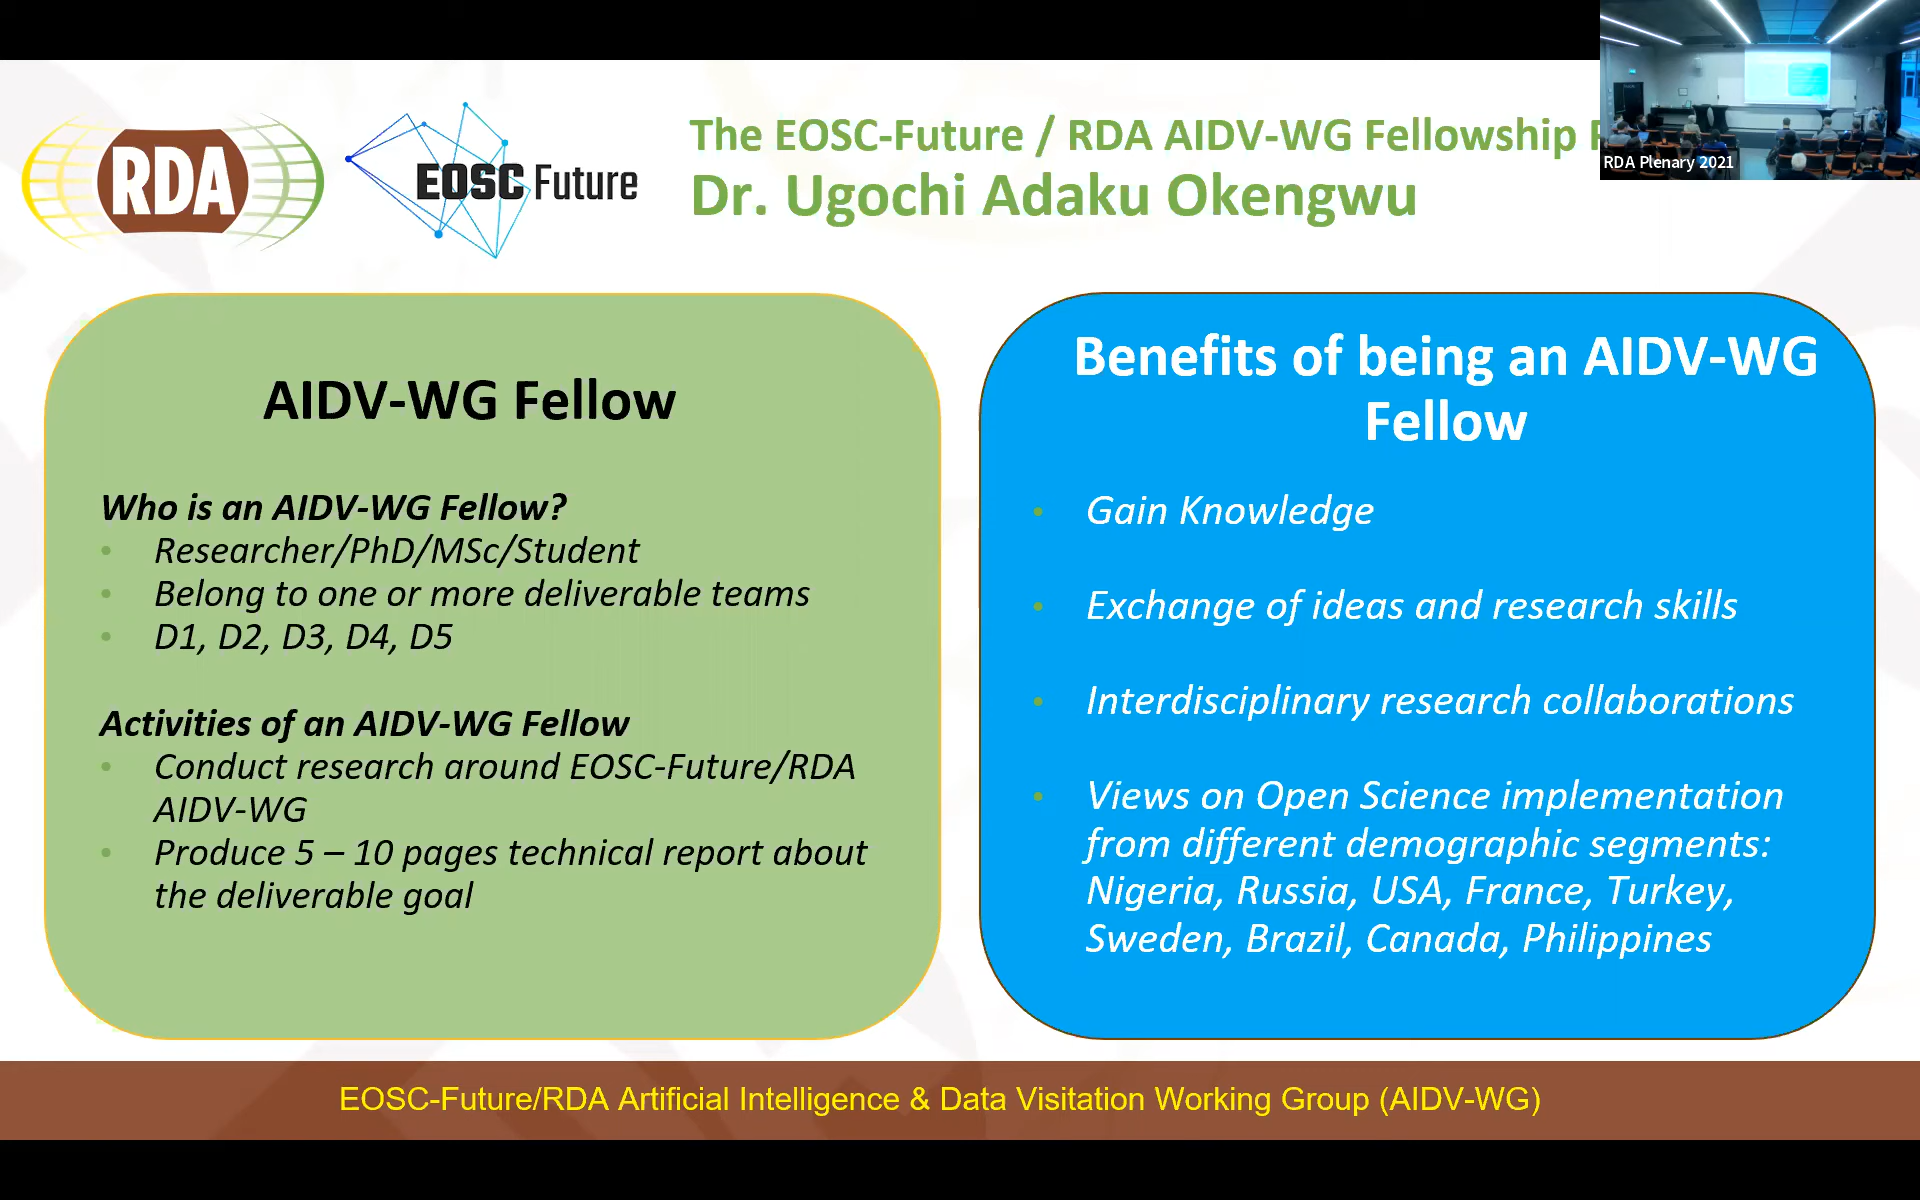 RDA
EOSC Future
The EOSC-Future / RDA AIDV-WG Fellowship
Dr. Ugochi Adaku Okengwu
RDA Plenary 2021
AIDV-WG Fellow
Who is an AIDV-WG Fellow?
• Researcher/PhD/MSc/Student
• Belong to one or more deliverable teams
• D1, D2, D3, D4, D5
Activities of an AIDV-WG Fellow
• Conduct research around EOSC-Future/RDA
AIDV-WG
• Produce 5 – 10 pages technical report about
the deliverable goal
Benefits of being an AIDV-WG
Fellow
• Gain Knowledge
• Exchange of ideas and research skills
• Interdisciplinary research collaborations
• Views on Open Science implementation
from different demographic segments:
Nigeria, Russia, USA, France, Turkey,
Sweden, Brazil, Canada, Philippines
EOSC-Future/RDA Artificial Intelligence & Data Visitation Working Group (AIDV-WG)